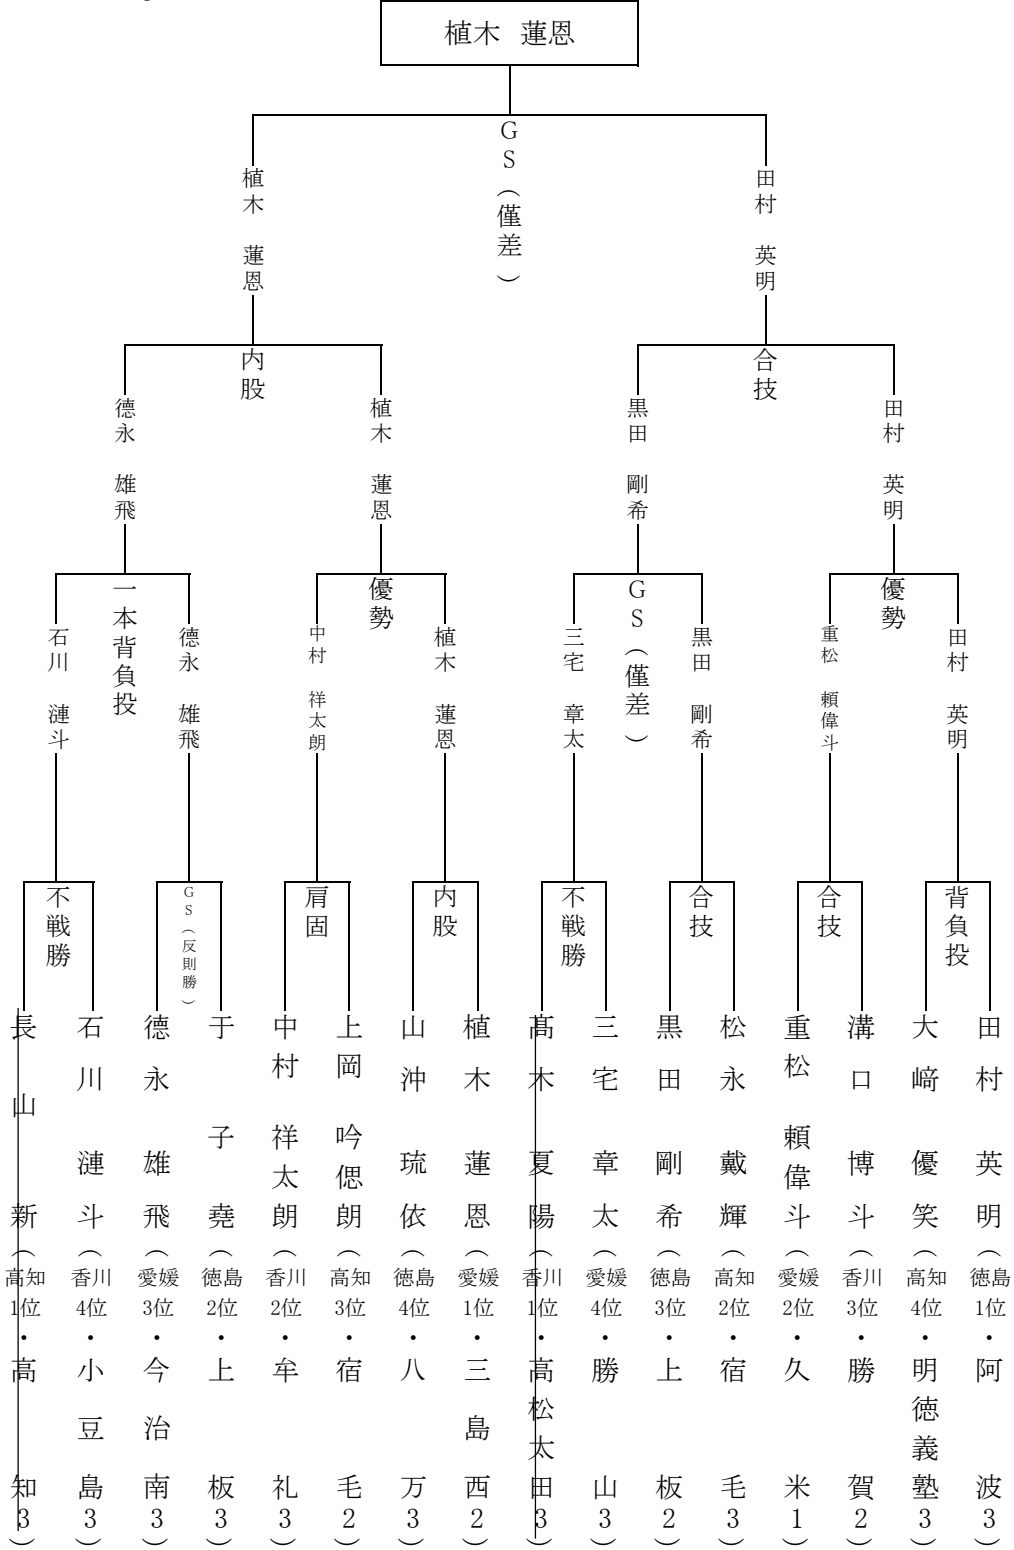 植木 蓮恩
GS（僅差）
植木 蓮恩
田村 英明
内股
合技
德永 雄飛
植木 蓮恩
黒田 剛希
田村 英明
一本背負投
優勢
GS（僅差）
優勢
石川 漣斗
德永 雄飛
中村 祥太朗
植木 蓮恩
三宅 章太
黒田 剛希
重松 頼偉斗
田村 英明
不戦勝
GS（反則勝）
肩固
内股
不戦勝
合技
合技
背負投
長山 新（高知1位・高知3）
石川 漣斗（香川4位・小豆島3）
德永 雄飛（愛媛3位・今治南3）
于 子堯（徳島2位・上板3）
中村 祥太朗（香川2位・牟礼3）
上岡 吟偲朗（高知3位・宿毛2）
山沖 琉依（徳島4位・八万3）
植木 蓮恩（愛媛1位・三島西2）
髙木 夏陽（香川1位・高松太田3）
三宅 章太（愛媛4位・勝山3）
黒田 剛希（徳島3位・上板2）
松永 戴輝（高知2位・宿毛3）
重松 頼偉斗（愛媛2位・久米1）
溝口 博斗（香川3位・勝賀2）
大﨑 優笑（高知4位・明徳義塾3）
田村 英明（徳島1位・阿波3）